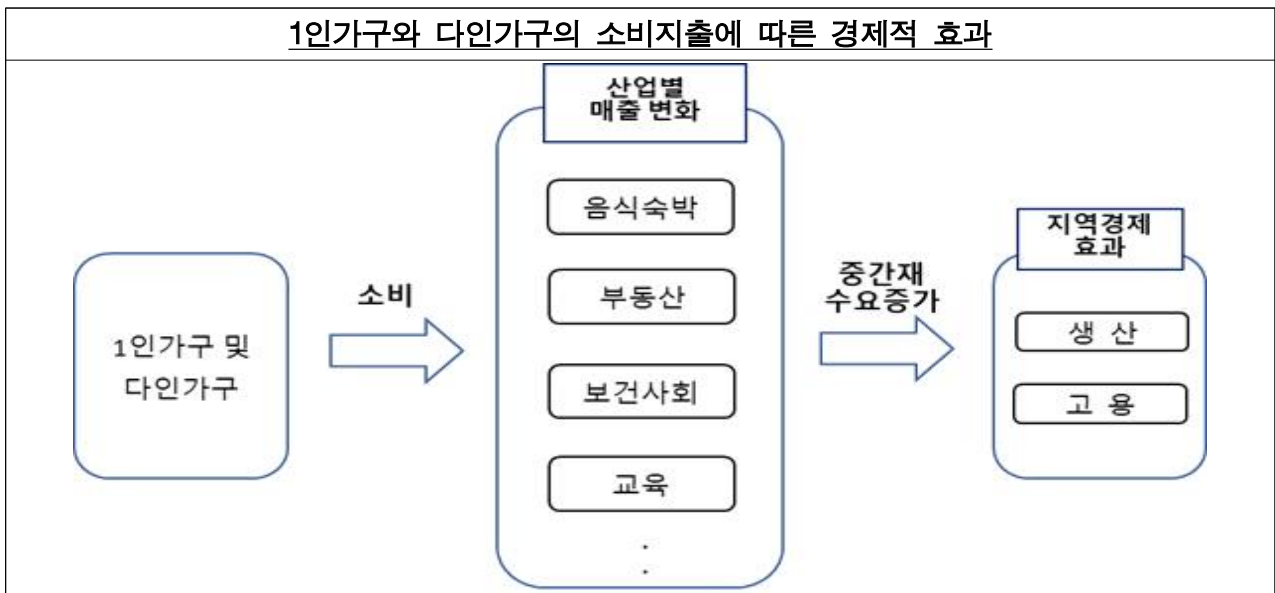 1인가구와 다인가구의 소비지출에 따른 경제적 효과
1인가구 및
다인가구
소비
산업별
매출 변화
음식숙박
부동산
보건사회
교육
.
.
중간재
수요증가
지역경제
효과
생 산
고 용